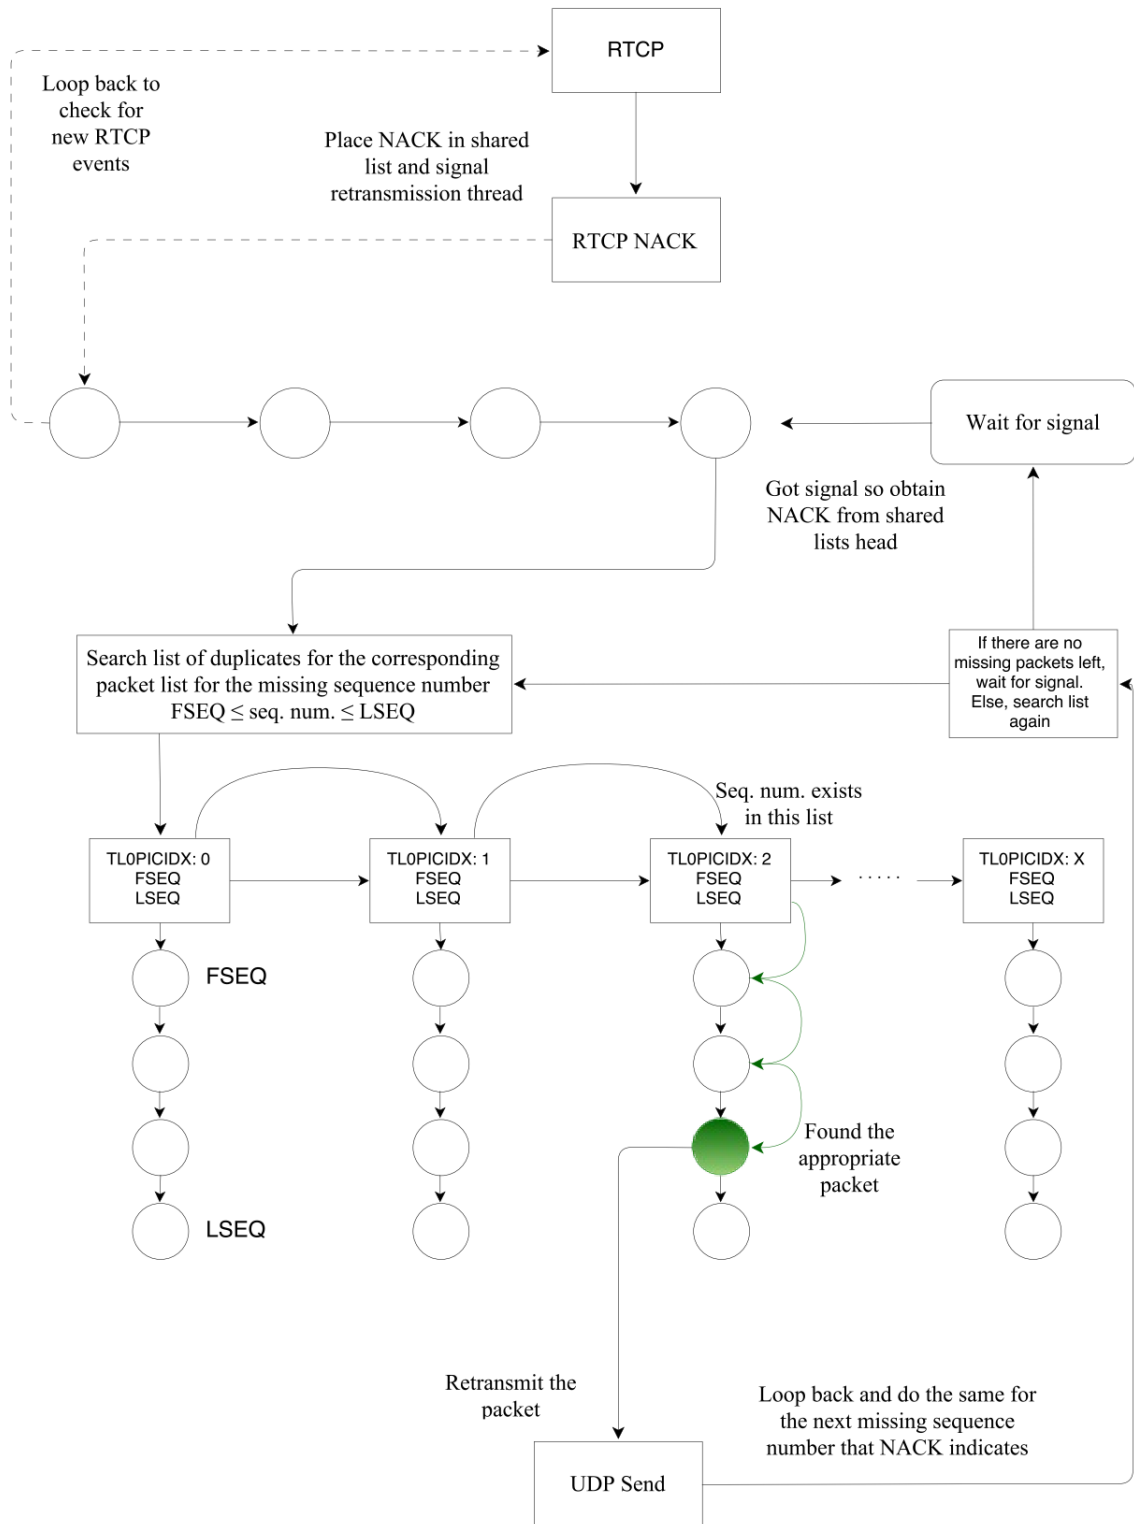 RTCP
Loop back to
check for
new RTCP
events
Place NACK in shared
list and signal
retransmission thread
RTCP NACK
Wait for signal
Got signal so obtain
NACK from shared
lists head
If there are no
missing packets left,
wait for signal.
Else, search list
again
Search list of duplicates for the corresponding
packet list for the missing sequence number
FSEQ ≤ seq. num. ≤ LSEQ
Seq. num. exists
in this list
TL0PICIDX: 0
FSEQ
LSEQ
TL0PICIDX: 1
FSEQ
LSEQ
TL0PICIDX: 2
FSEQ
LSEQ
. . . . .
TL0PICIDX: X
FSEQ
LSEQ
FSEQ
Found the
appropriate
packet
LSEQ
Retransmit the
packet
Loop back and do the same for
the next missing sequence
number that NACK indicates
UDP Send